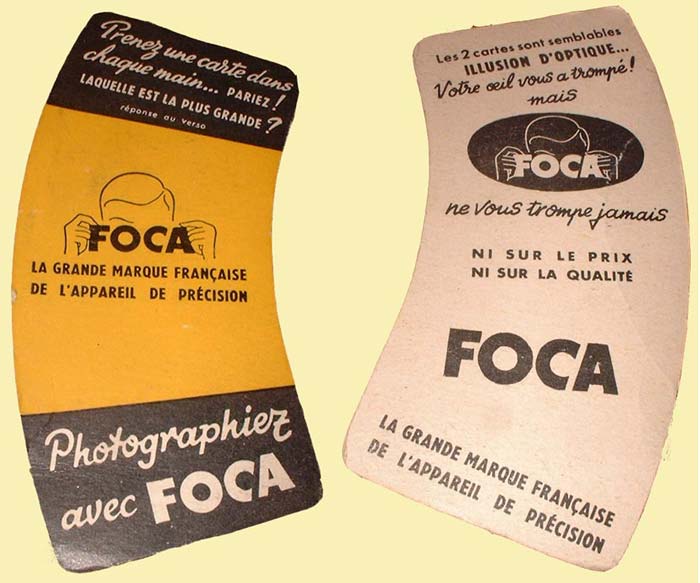 Prenez une carte dans
chaque main... PARIEZ !
LAQUELLE EST LA PLUS GRANDE ?
réponse au verso
FOCA
LA GRANDE MARQUE FRANÇAISE
DE L'APPAREIL DE PRÉCISION
Photographiez
avec FOCA
Les 2 cartes sont semblables
ILLUSION D'OPTIQUE...
Votre œil vous a trompé !
mais
FOCA
ne vous trompe jamais
NI SUR LE PRIX
NI SUR LA QUALITÉ
FOCA
LA GRANDE MARQUE FRANÇAISE
DE L'APPAREIL DE PRÉCISION